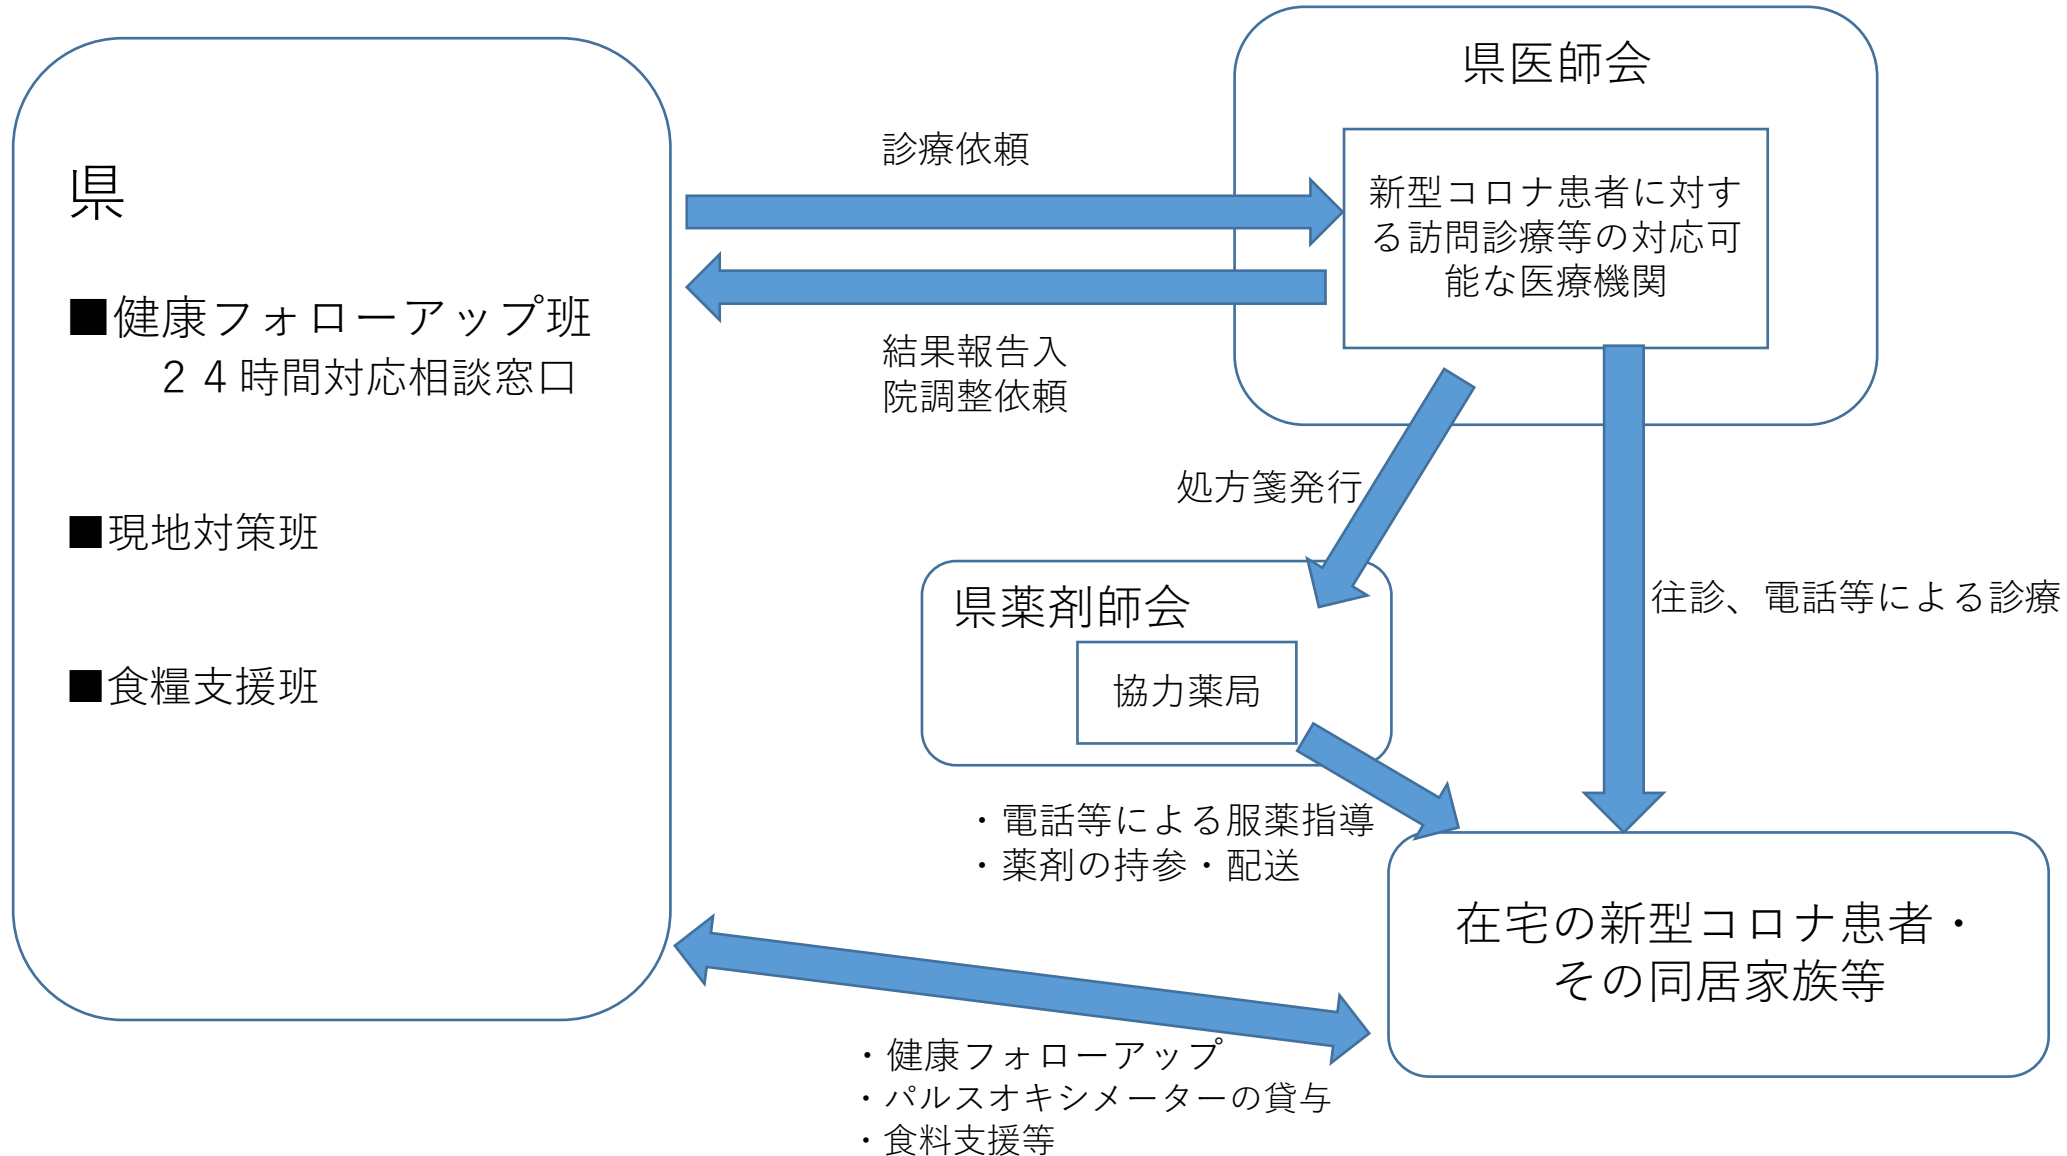 県
■健康フォローアップ班
２４時間対応相談窓口
■現地対策班
■食糧支援班
診療依頼
結果報告入
院調整依頼
県医師会
新型コロナ患者に対す
る訪問診療等の対応可
能な医療機関
処方箋発行
往診、電話等による診療
県薬剤師会
協力薬局
・電話等による服薬指導
・薬剤の持参・配送
在宅の新型コロナ患者・
その同居家族等
・健康フォローアップ
・パルスオキシメーターの貸与
・食料支援等